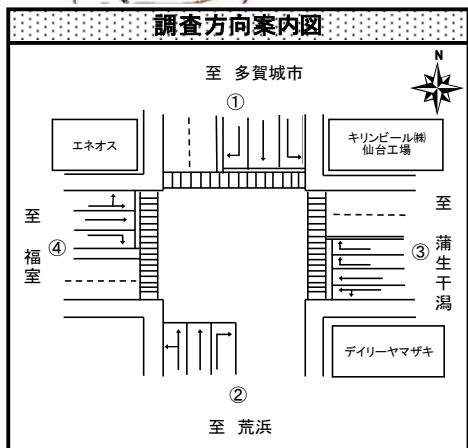 調査方向案内図
至 多賀城市
N
①
エネオス
キリンビール㈱
仙台工場
至 福室
④
至 蒲生干潟
③
デイリーヤマザキ
②
至 荒浜